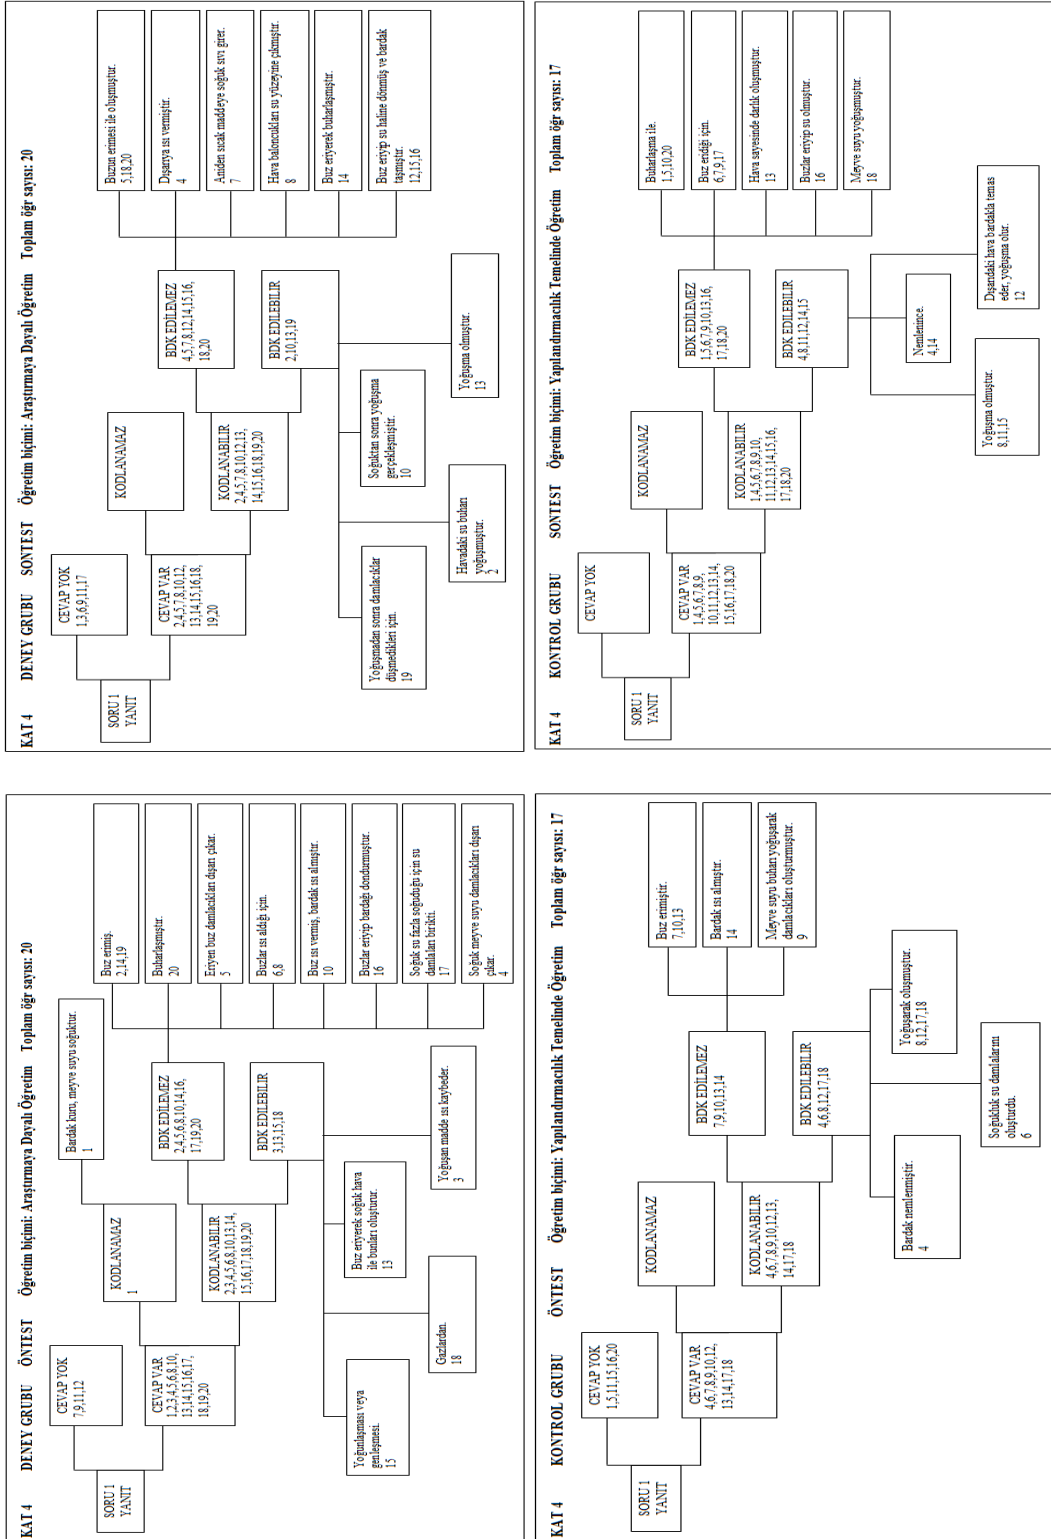 KAT 4 DENEY GRUBU ÖNTEST Öğretim biçimi: Araştırmaya Dayalı Öğretim Toplam öğr sayısı: 20
SORU 1
YANIT
CEVAP YOK
7,9,11,12
CEVAP VAR
1,2,3,4,5,6,8,10,
13,14,15,16,17,
18,19,20
KODLANAMAZ
1
KODLANABİLİR
2,3,4,5,6,8,10,13,14,
15,16,17,18,19,20
Bardak kuru, meyve suyu soğuktur.
1
BDK EDİLEMEZ
2,4,5,6,8,10,14,16,
17,19,20
BDK EDİLEBİLİR
3,13,15,18
Buz erimiş.
2,14,19
Buharlaşmıştır.
20
Eriyen buz damlacıkları dışarı çıkar.
5
Buzlar ısı aldığı için.
6,8
Buz ısı vermiş, bardak ısı almıştır.
10
Buzlar eriyip bardağı dondurmuştur.
16
Soğuk su fazla soğuduğu için su
damlaları birikti.
17
Soğuk meyve suyu damlacıkları dışarı
çıkar.
4
Yoğunlaşması veya
genleşmesi.
15
Gazlardan.
18
Buz eriyerek soğuk hava
ile bunları oluşturur.
13
Yoğuşan madde ısı kaybeder.
3
KAT 4 DENEY GRUBU SONTEST Öğretim biçimi: Araştırmaya Dayalı Öğretim Toplam öğr sayısı: 20
SORU 1
YANIT
CEVAP YOK
1,3,6,9,11,17
CEVAP VAR
2,4,5,7,8,10,12,
13,14,15,16,18,
19,20
KODLANAMAZ
KODLANABİLİR
2,4,5,7,8,10,12,13,
14,15,16,18,19,20
BDK EDİLEMEZ
4,5,7,8,12,14,15,16,
18,20
BDK EDİLEBİLİR
2,10,13,19
Buzun erimesi ile oluşmuştur.
5,18,20
Dışarıya ısı vermiştir.
4
Aniden sıcak maddeye soğuk sıvı girer.
7
Hava baloncukları su yüzeyine çıkmıştır.
8
Buz eriyerek buharlaşmıştır.
14
Buz eriyip su haline dönmüş ve bardak
taşmıştır.
12,15,16
Yoğuşmadan sonra damlacıklar
düşmedikleri için.
19
Havadaki su buharı
yoğuşmuştur.
2
Soğuktan sonra yoğuşma
gerçekleşmiştir.
10
Yoğuşma olmuştur.
13
KAT 4 KONTROL GRUBU ÖNTEST Öğretim biçimi: Yapılandırmacılık Temelinde Öğretim Toplam öğr sayısı: 17
SORU 1
YANIT
CEVAP YOK
1,5,11,15,16,20
CEVAP VAR
4,6,7,8,9,10,12,
13,14,17,18
KODLANAMAZ
KODLANABİLİR
4,6,7,8,9,10,12,13,
14,17,18
BDK EDİLEMEZ
7,9,10,13,14
BDK EDİLEBİLİR
4,6,8,12,17,18
Buz erimiştir.
7,10,13
Bardak ısı almıştır.
14
Meyve suyu buharı yoğuşarak
damlacıkları oluşturmuştur.
9
Bardak nemlenmiştir.
4
Soğukluk su damlalarını
oluşturdu.
6
Yoğuşarak oluşmuştur.
8,12,17,18
KAT 4 KONTROL GRUBU SONTEST Öğretim biçimi: Yapılandırmacılık Temelinde Öğretim Toplam öğr sayısı: 17
SORU 1
YANIT
CEVAP YOK
CEVAP VAR
1,4,5,6,7,8,9,
10,11,12,13,14,
15,16,17,18,20
KODLANAMAZ
KODLANABİLİR
1,4,5,6,7,8,9,10,
11,12,13,14,15,16,
17,18,20
BDK EDİLEMEZ
1,5,6,7,9,10,13,16,
17,18,20
BDK EDİLEBİLİR
4,8,11,12,14,15
Buharlaşma ile.
1,5,10,20
Buz eridiği için.
6,7,9,17
Hava sayesinde darlık oluşmuştur.
13
Buzlar eriyip su olmuştur.
16
Meyve suyu yoğuşmuştur.
18
Yoğuşma olmuştur.
8,11,15
Nemlenince.
4,14
Dışarıdaki hava bardakla temas
eder, yoğuşma olur.
12